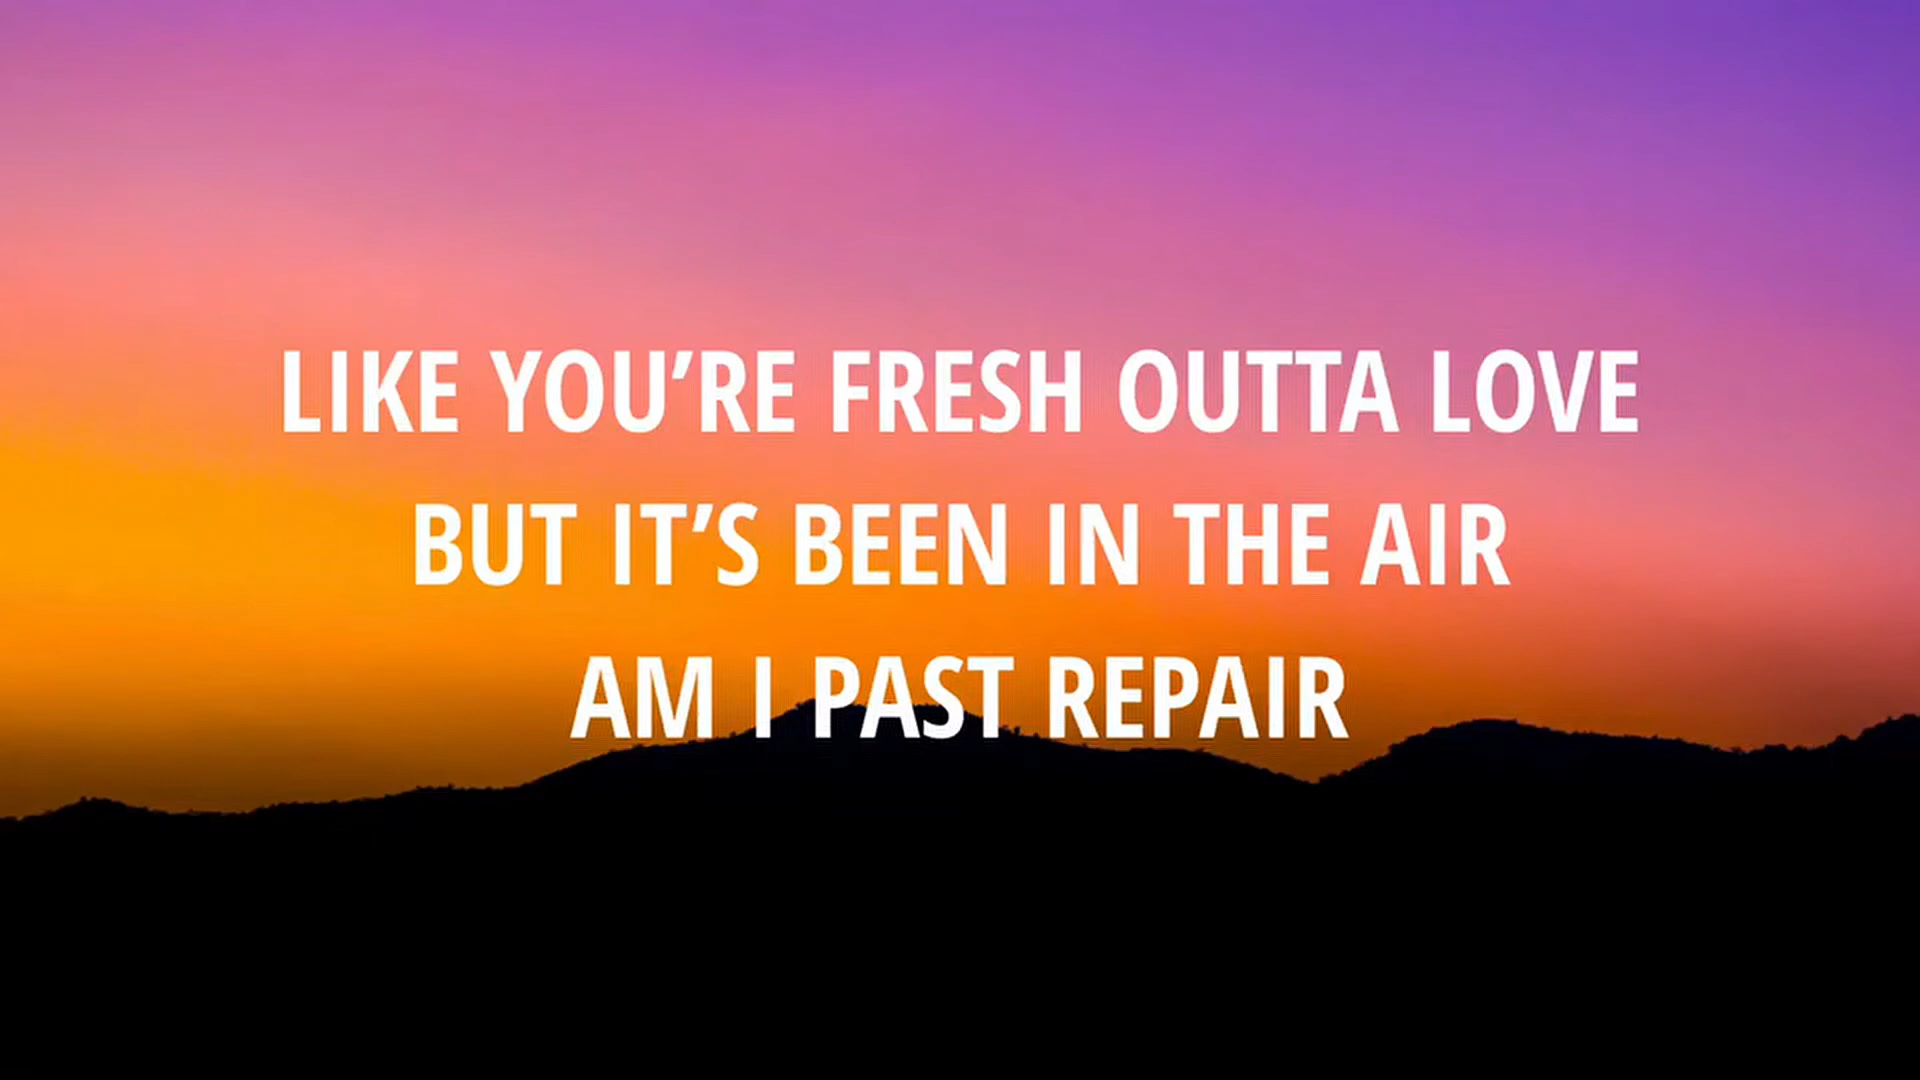 LIKE YOU’RE FRESH OUTTA LOVE
BUT IT’S BEEN IN THE AIR
AM I PAST REPAIR